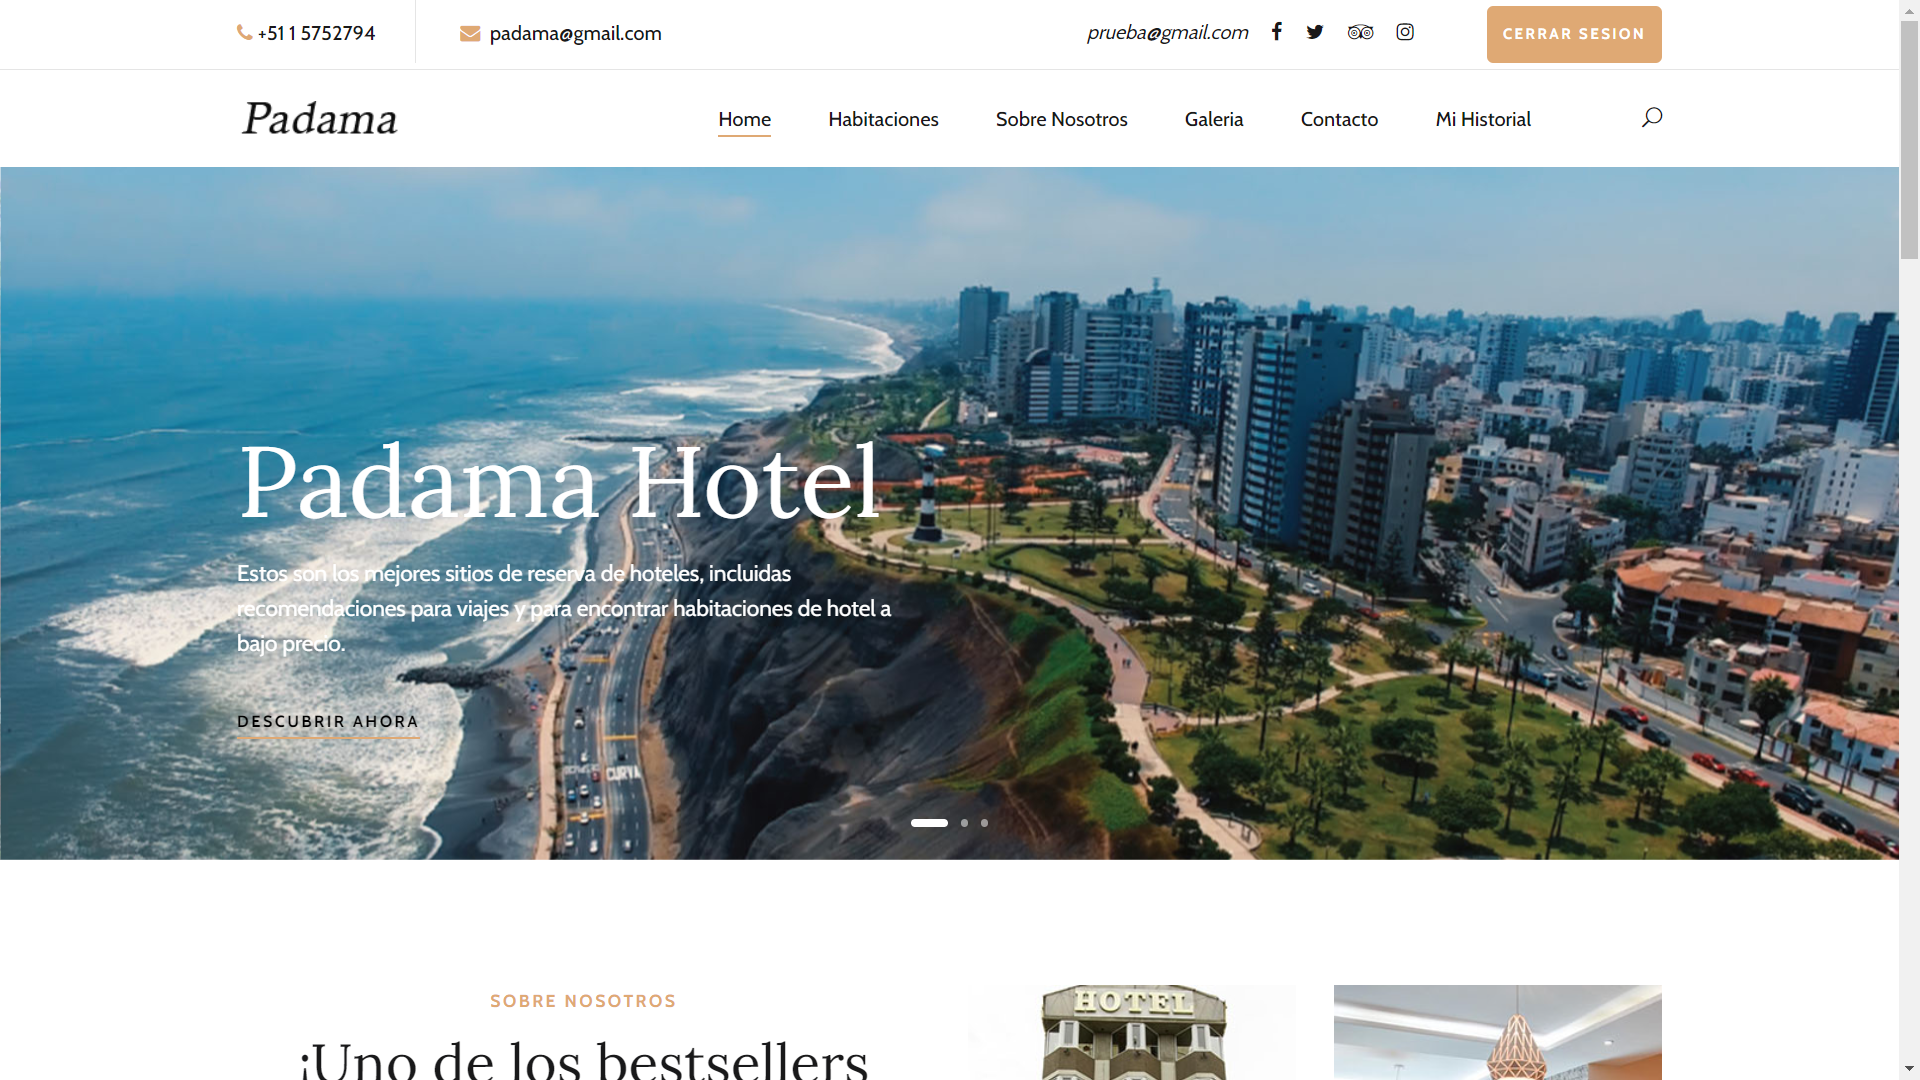 +51 1 5752794
padama@gmail.com
prueba@gmail.com
CERRAR SESION
Padama
Home
Habitaciones
Sobre Nosotros
Galeria
Contacto
Mi Historial
Padama Hotel
Estos son los mejores sitios de reserva de hoteles, incluidas
recomendaciones para viajes y para encontrar habitaciones de hotel a
bajo precio.
DESCUBRIR AHORA
CURVA
SOBRE NOSOTROS
¡Uno de los bestsellers
HOTEL